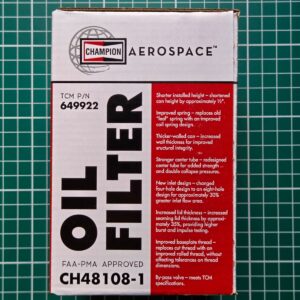 CHAMPION
AEROSPACE™
TCM P/N
649922
OIL
FILTER
FAA-PMA APPROVED
CH48108-1
Shorter installed height – shortened
can height by approximately ½".
Improved spring – replaces old
"leaf" spring with an improved
coil spring design.
Thicker-walled can – increased
wall thickness for improved
structural integrity.
Stronger center tube – redesigned
center tube for added strength
and double collapse pressures.
New inlet design – changed
four-hole design to an eight-hole
design for approximately 30%
greater inlet flow area.
Increased lid thickness – increased
seaming lid thickness by approxi-
mately 35%, providing higher
burst and impulse testing.
Improved baseplate thread –
replaces cut thread with an
improved rolled thread, without
affecting tolerances on thread
dimensions.
By-pass valve – meets TCM
specifications.